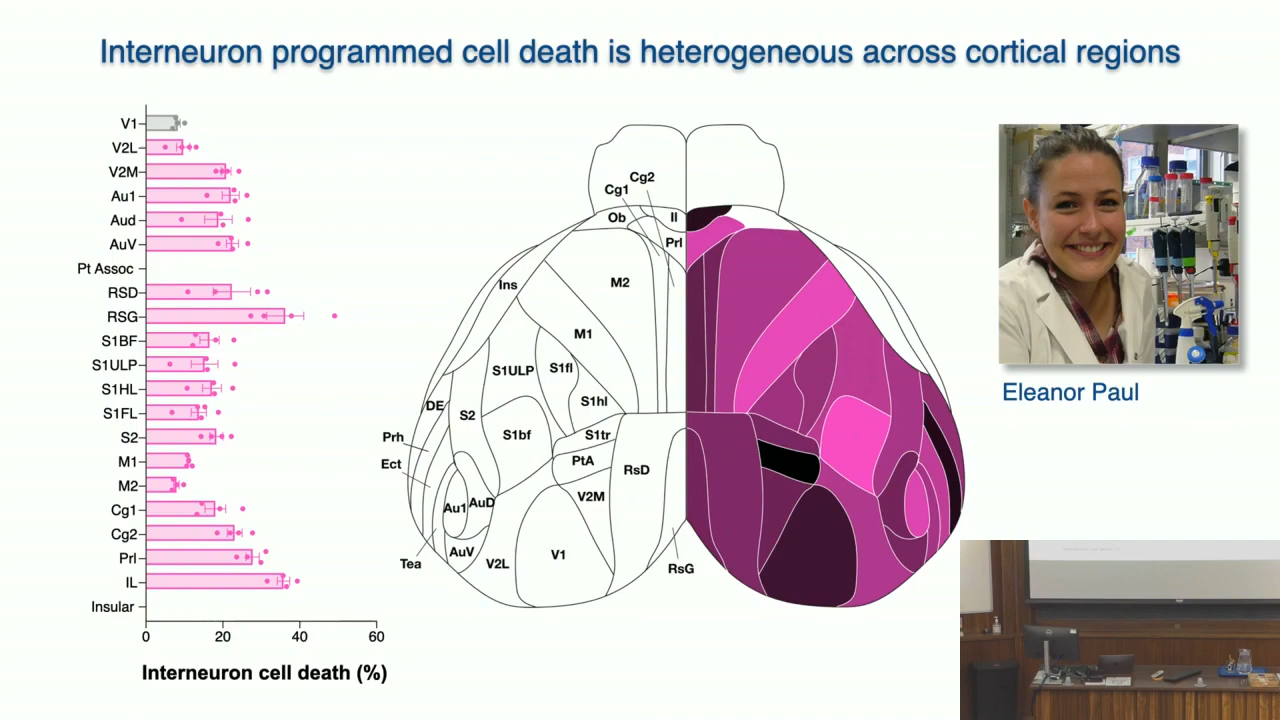 Interneuron programmed cell death is heterogeneous across cortical regions
V1
V2L
V2M
Au1
Aud
AuV
Pt Assoc
RSD
RSG
S1BF
S1ULP
S1HL
S1FL
S2
M1
M2
Cg1
Cg2
Prl
IL
Insular
0 20 40 60
Interneuron cell death (%)
Cg2
Cg1
Ob
Il
Prl
Ins
M2
M1
S1ULP
S1fl
S1hl
DE
S2
S1bf
S1tr
Prh
Ect
PtA
RsD
V2M
Au1
AuD
AuV
V1
Tea
V2L
RsG
Eleanor Paul